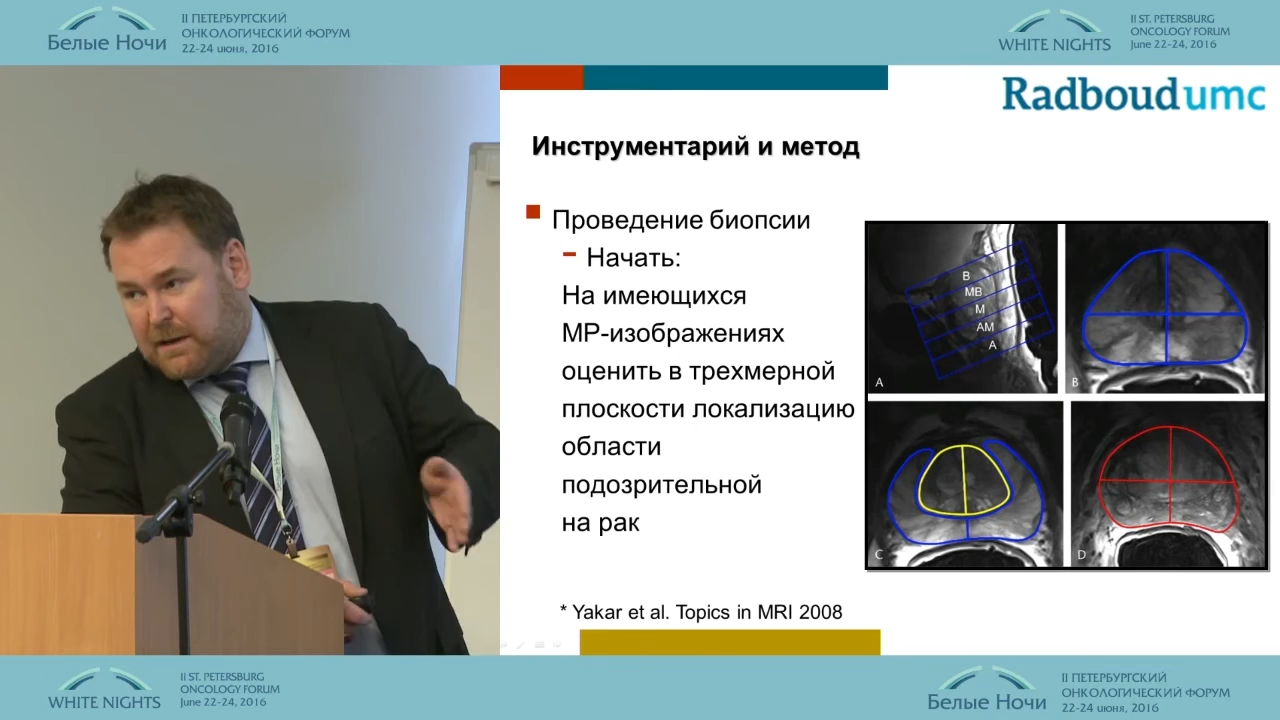 Белые Ночи
II ПЕТЕРБУРГСКИЙ
ОНКОЛОГИЧЕСКИЙ ФОРУМ
22-24 июня, 2016
WHITE NIGHTS
II ST. PETERSBURG
ONCOLOGY FORUM
June 22-24, 2016
Radboudumc
Инструментарий и метод
Проведение биопсии
Начать:
На имеющихся
МР-изображениях
оценить в трехмерной
плоскости локализацию
области
подозрительной
на рак
B
MB
M
AM
A
A
B
C
D
* Yakar et al. Topics in MRI 2008
WHITE NIGHTS
II ST. PETERSBURG
ONCOLOGY FORUM
June 22-24, 2016
Белые Ночи
II ПЕТЕРБУРГСКИЙ
ОНКОЛОГИЧЕСКИЙ ФОРУМ
22-24 июня, 2016